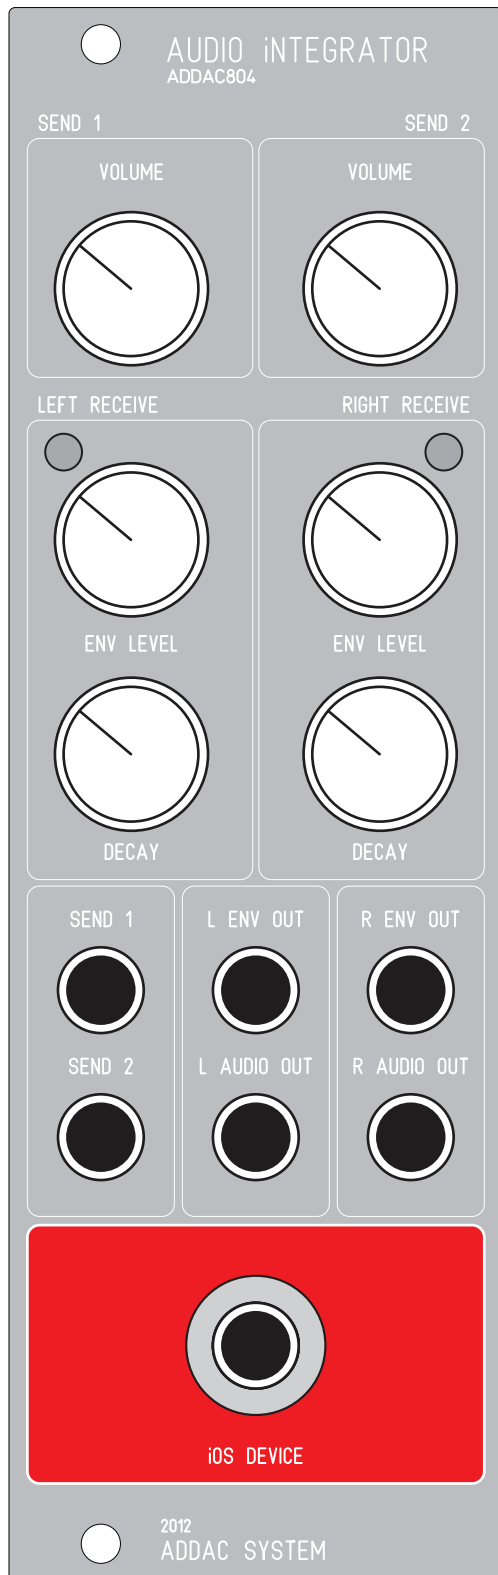 AUDIO iNTEGRATOR
ADDAC804
SEND 1 SEND 2
VOLUME VOLUME
LEFT RECEIVE RIGHT RECEIVE
ENV LEVEL ENV LEVEL
DECAY DECAY
SEND 1 L ENV OUT R ENV OUT
SEND 2 L AUDIO OUT R AUDIO OUT
iOS DEVICE
2012
ADDAC SYSTEM